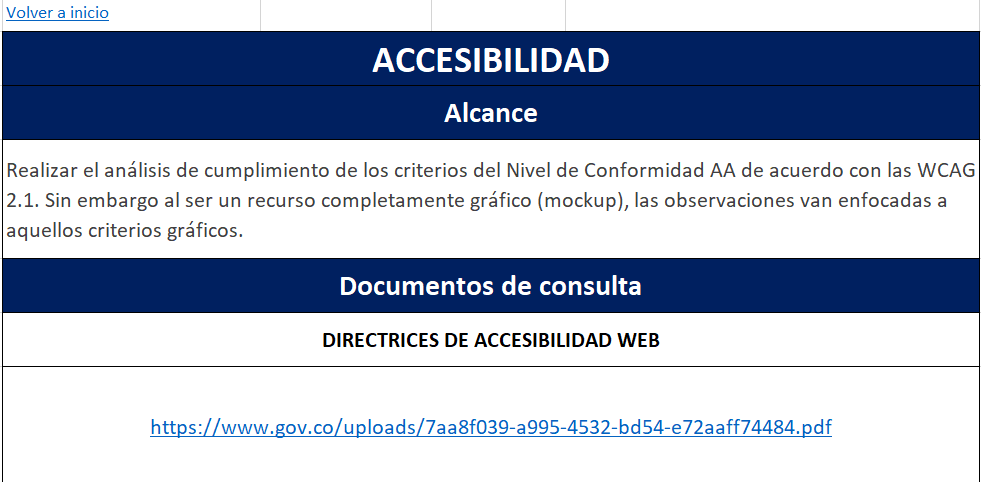 Volver a inicio
ACCESIBILIDAD
Alcance
Realizar el análisis de cumplimiento de los criterios del Nivel de Conformidad AA de acuerdo con las WCAG
2.1. Sin embargo al ser un recurso completamente gráfico (mockup), las observaciones van enfocadas a
aquellos criterios gráficos.
Documentos de consulta
DIRECTRICES DE ACCESIBILIDAD WEB
https://www.gov.co/uploads/7aa8f039-a995-4532-bd54-e72aaff74484.pdf